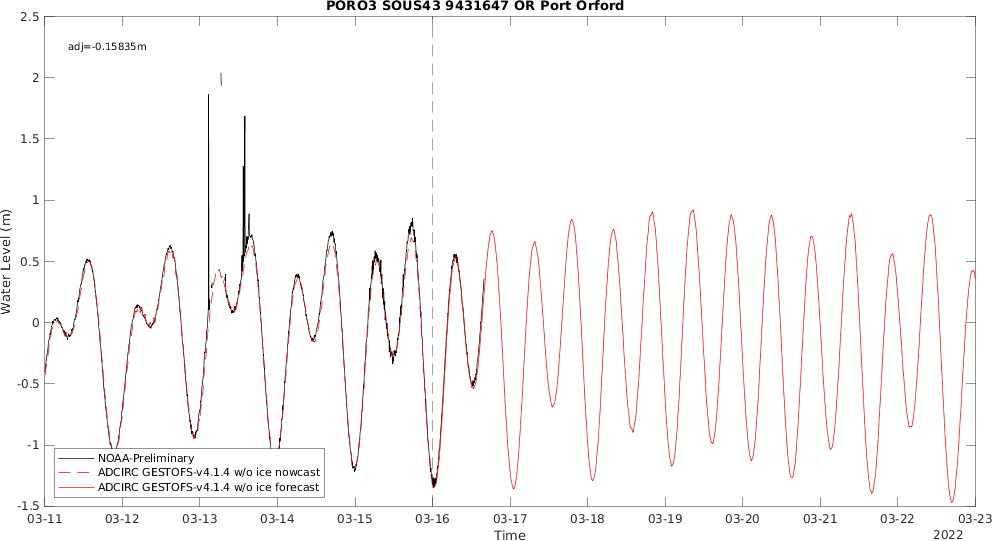 PORO3 SOUS43 9431647 OR Port Orford
adj=-0.15835m
Water Level (m)
2.5
2
1.5
1
0.5
0
-0.5
-1
-1.5
NOAA-Preliminary
ADCIRC GESTOFS-v4.1.4 w/o ice nowcast
ADCIRC GESTOFS-v4.1.4 w/o ice forecast
03-11 03-12 03-13 03-14 03-15 03-16 03-17 03-18 03-19 03-20 03-21 03-22 03-23
Time
2022